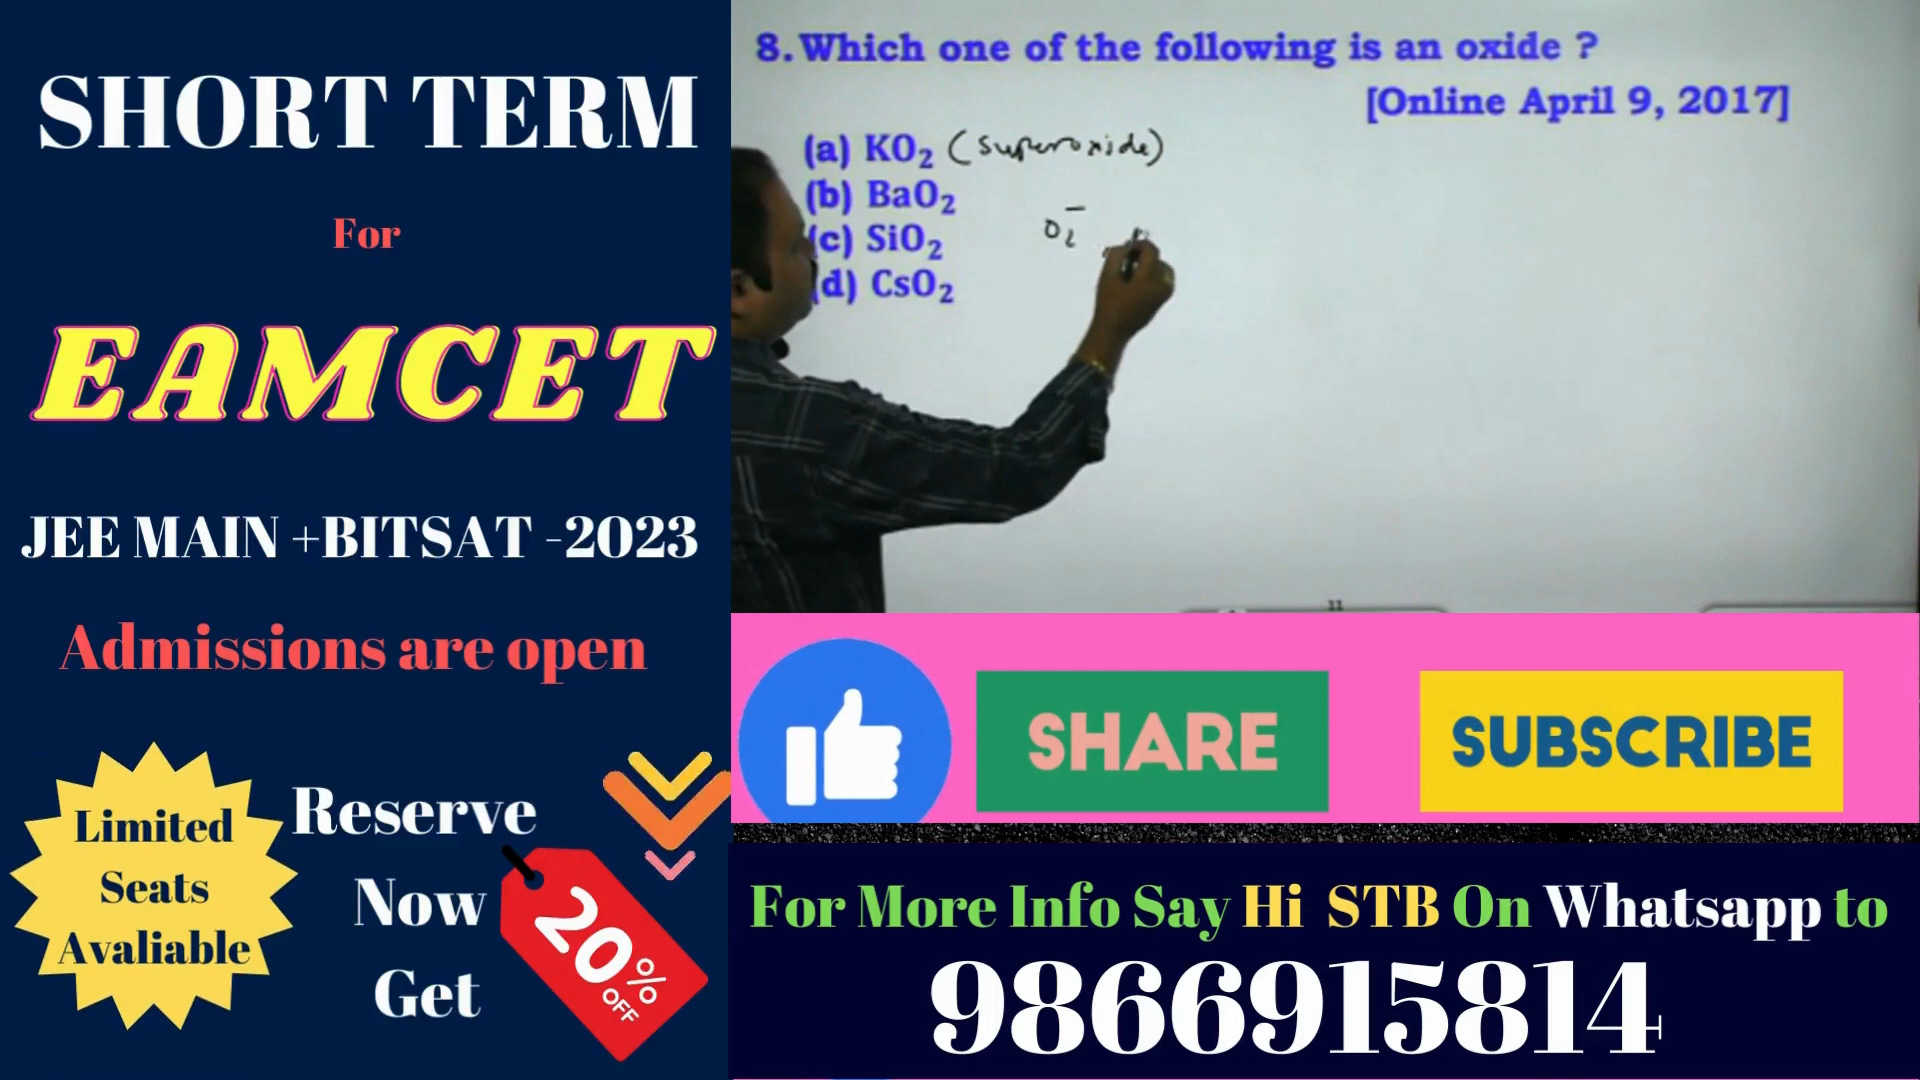 SHORT TERM
For
EAMCET
JEE MAIN +BITSAT -2023
Admissions are open
Limited
Seats
Avaliable
Reserve
Now
Get
20%
OFF
8. Which one of the following is an oxide ?
[Online April 9, 2017]
(a) KO₂ (superoxide)
(b) BaO₂
(c) SiO₂
(d) CsO₂
O₂⁻
11
SHARE
SUBSCRIBE
For More Info Say Hi STB On Whatsapp to
9866915814